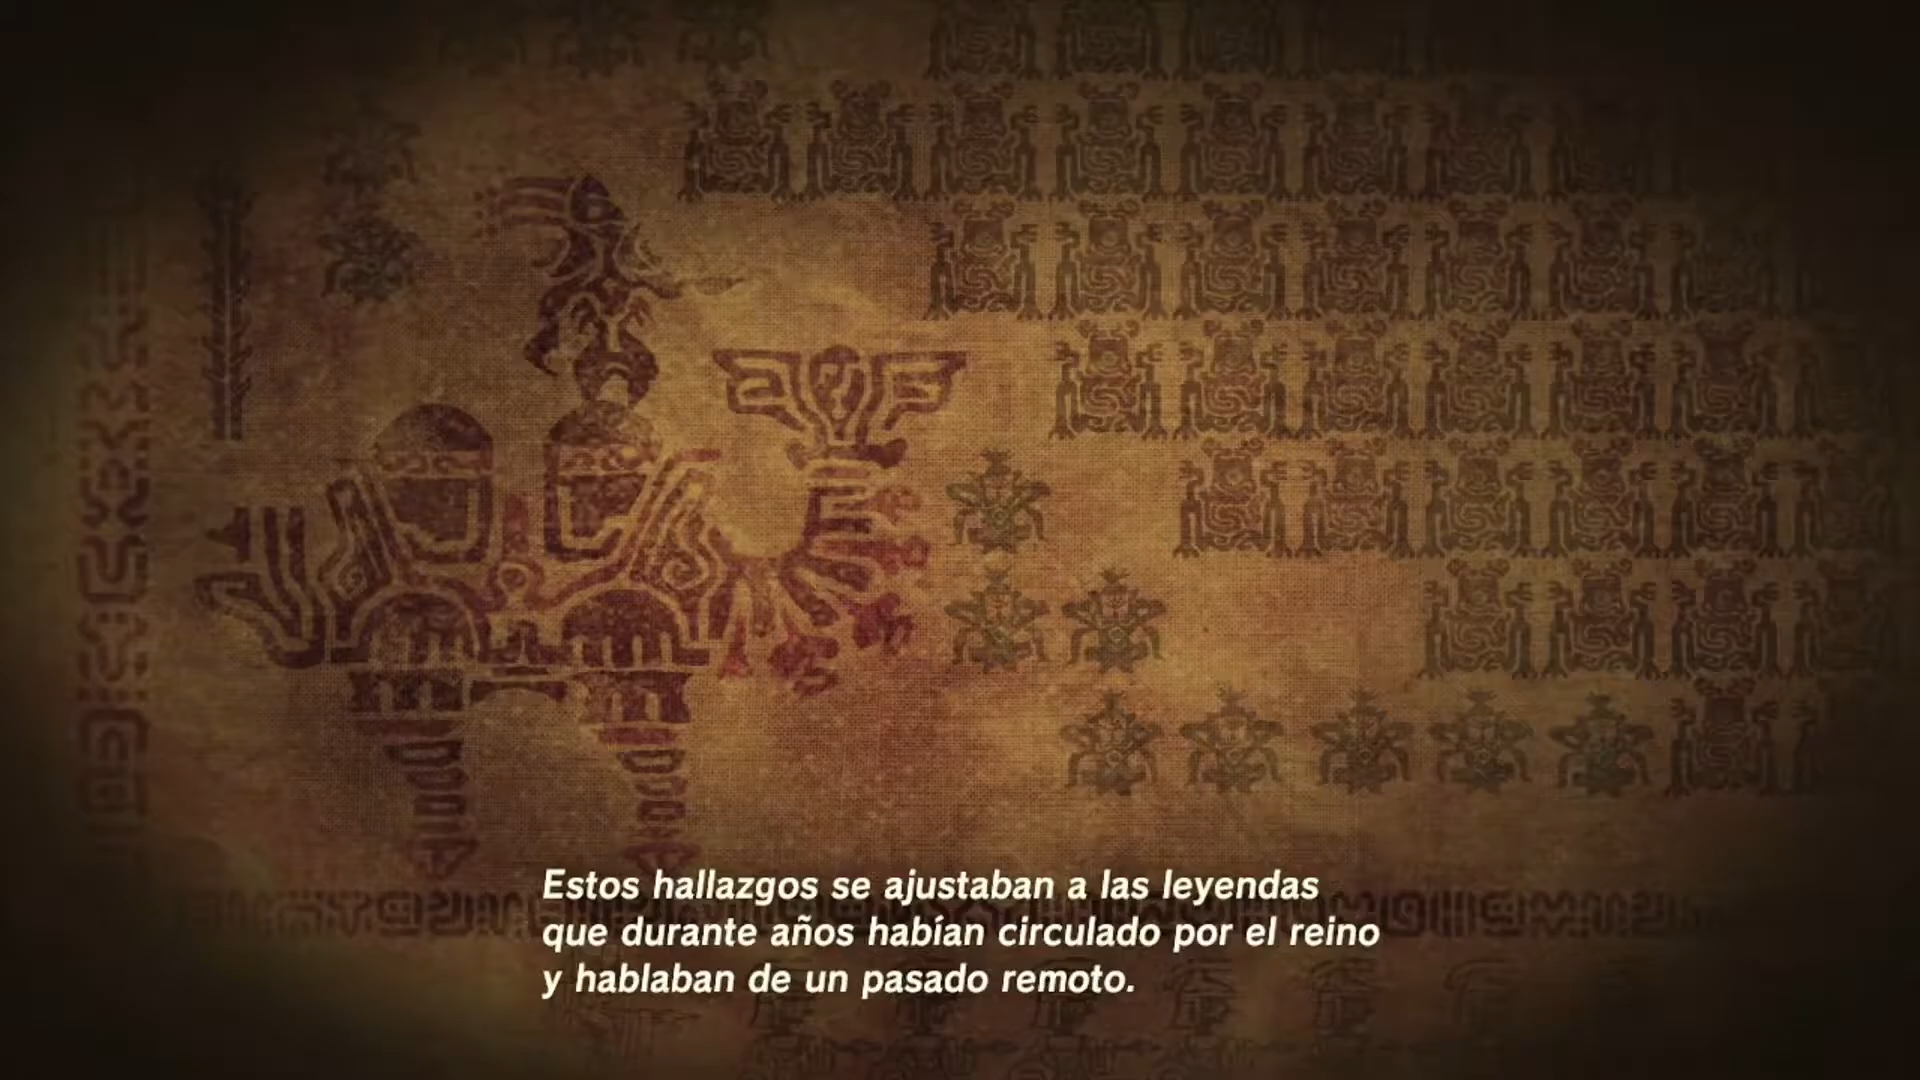 Estos hallazgos se ajustaban a las leyendas
que durante años habían circulado por el reino
y hablaban de un pasado remoto.